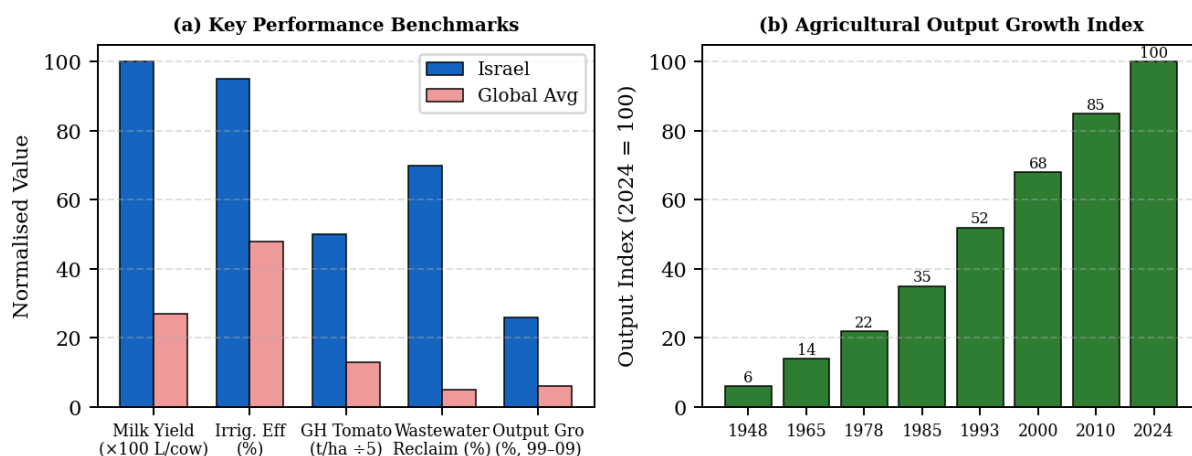 (a) Key Performance Benchmarks
Normalised Value
100
80
60
40
20
0
Israel
Global Avg
Milk Yield
(×100 L/cow)
Irrig. Eff
(%)
GH Tomato
(t/ha ÷5)
Wastewater
Reclaim (%)
Output Gro
(%, 99–09)
(b) Agricultural Output Growth Index
Output Index (2024 = 100)
100
80
60
40
20
0
6
14
22
35
52
68
85
100
1948
1965
1978
1985
1993
2000
2010
2024